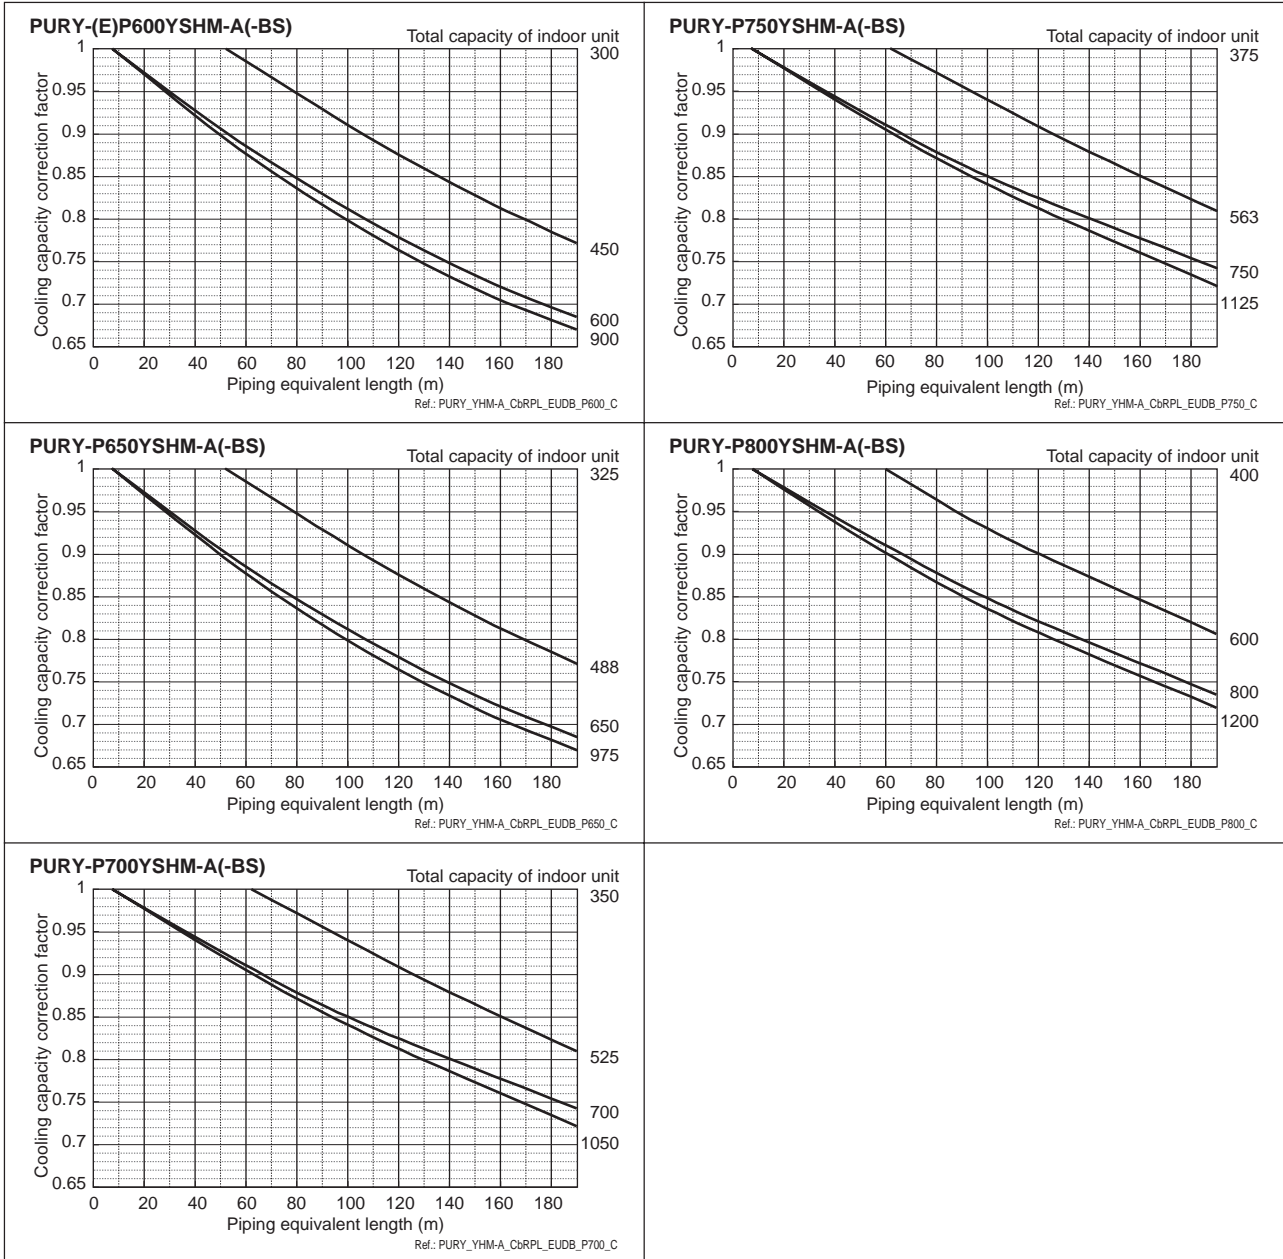 PURY-(E)P600YSHM-A(-BS)
Total capacity of indoor unit
Cooling capacity correction factor
1
0.95
0.9
0.85
0.8
0.75
0.7
0.65
300
450
600
900
0 20 40 60 80 100 120 140 160 180
Piping equivalent length (m)
Ref.: PURY_YHM-A_CbRPL_EUDB_P600_C
PURY-P750YSHM-A(-BS)
Total capacity of indoor unit
Cooling capacity correction factor
1
0.95
0.9
0.85
0.8
0.75
0.7
0.65
375
563
750
1125
0 20 40 60 80 100 120 140 160 180
Piping equivalent length (m)
Ref.: PURY_YHM-A_CbRPL_EUDB_P750_C
PURY-P650YSHM-A(-BS)
Total capacity of indoor unit
Cooling capacity correction factor
1
0.95
0.9
0.85
0.8
0.75
0.7
0.65
325
488
650
975
0 20 40 60 80 100 120 140 160 180
Piping equivalent length (m)
Ref.: PURY_YHM-A_CbRPL_EUDB_P650_C
PURY-P800YSHM-A(-BS)
Total capacity of indoor unit
Cooling capacity correction factor
1
0.95
0.9
0.85
0.8
0.75
0.7
0.65
400
600
800
1200
0 20 40 60 80 100 120 140 160 180
Piping equivalent length (m)
Ref.: PURY_YHM-A_CbRPL_EUDB_P800_C
PURY-P700YSHM-A(-BS)
Total capacity of indoor unit
Cooling capacity correction factor
1
0.95
0.9
0.85
0.8
0.75
0.7
0.65
350
525
700
1050
0 20 40 60 80 100 120 140 160 180
Piping equivalent length (m)
Ref.: PURY_YHM-A_CbRPL_EUDB_P700_C